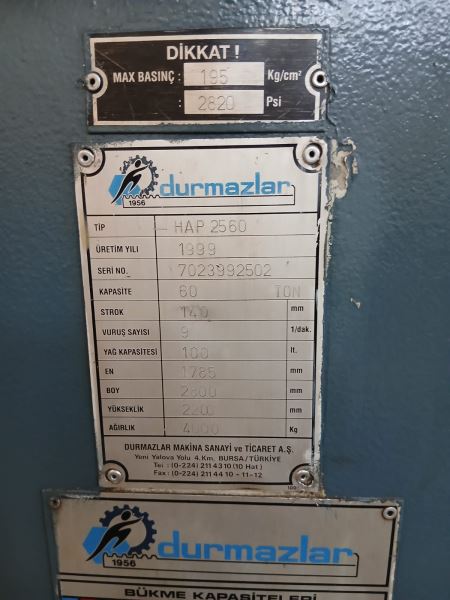 DİKKAT !
MAX BASINÇ : 195 Kg/cm²
: 2820 Psi
durmazlar
1956
TİP HAP 2560
ÜRETİM YILI 1999
SERİ NO. 7023992502
KAPASİTE 60 TON
STROK 140 mm
VURUŞ SAYISI 9 1/dak.
YAĞ KAPASİTESİ 100 lt.
EN 1785 mm
BOY mm
YÜKSEKLİK mm
AĞIRLIK Kg
DURMAZLAR MAKİNA SANAYİ ve TİCARET A.Ş.
Yeni Yalova Yolu 4.Km. BURSA/TÜRKİYE
Tel : (0-224) 211 43 10 (10 Hat)
Fax : (0-224) 211 44 10 - 11-12
durmazlar
1956
BÜKME KAPASİTELERİ